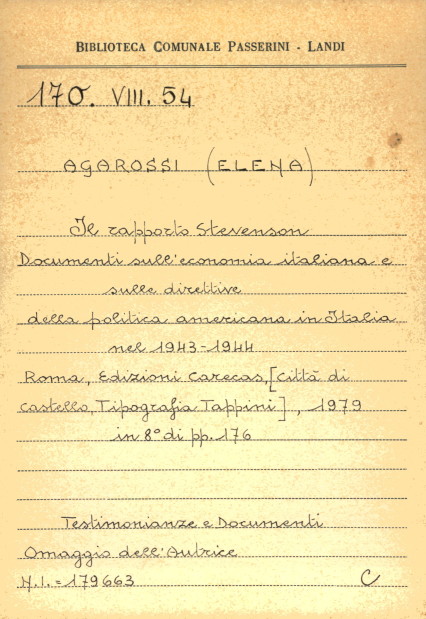 BIBLIOTECA COMUNALE PASSERINI - LANDI
170. VIII. 54
AGAROSSI (ELENA)
Il rapporto Stevenson
Documenti sull'economia italiana e
sulle direttive
della politica americana in Italia
nel 1943-1944
Roma, Edizioni Carecas, [Città di
Castello, Tipografia Tappini], 1979
in 8° di pp. 176
Testimonianze e Documenti
Omaggio dell'Autrice
N.I. = 179663 C